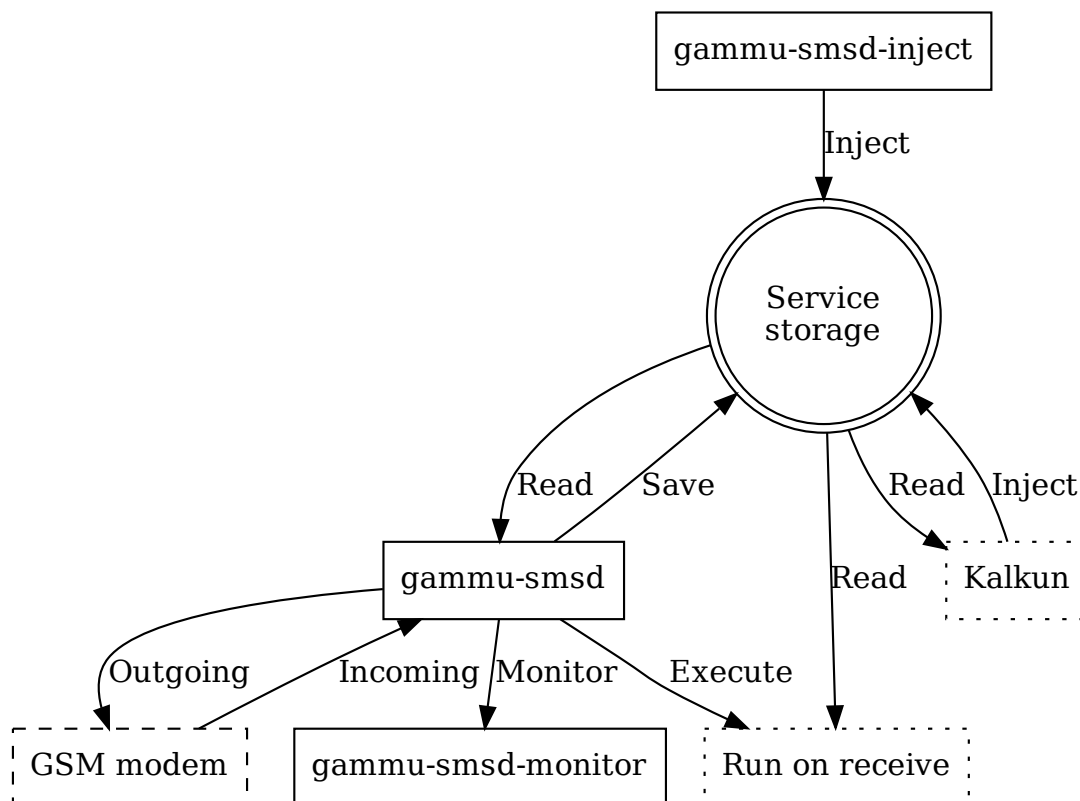 gammu-smsd-inject
Inject
Service
storage
Read
Save
Read
Inject
gammu-smsd
Read
Kalkun
Outgoing
Incoming
Monitor
Execute
GSM modem
gammu-smsd-monitor
Run on receive